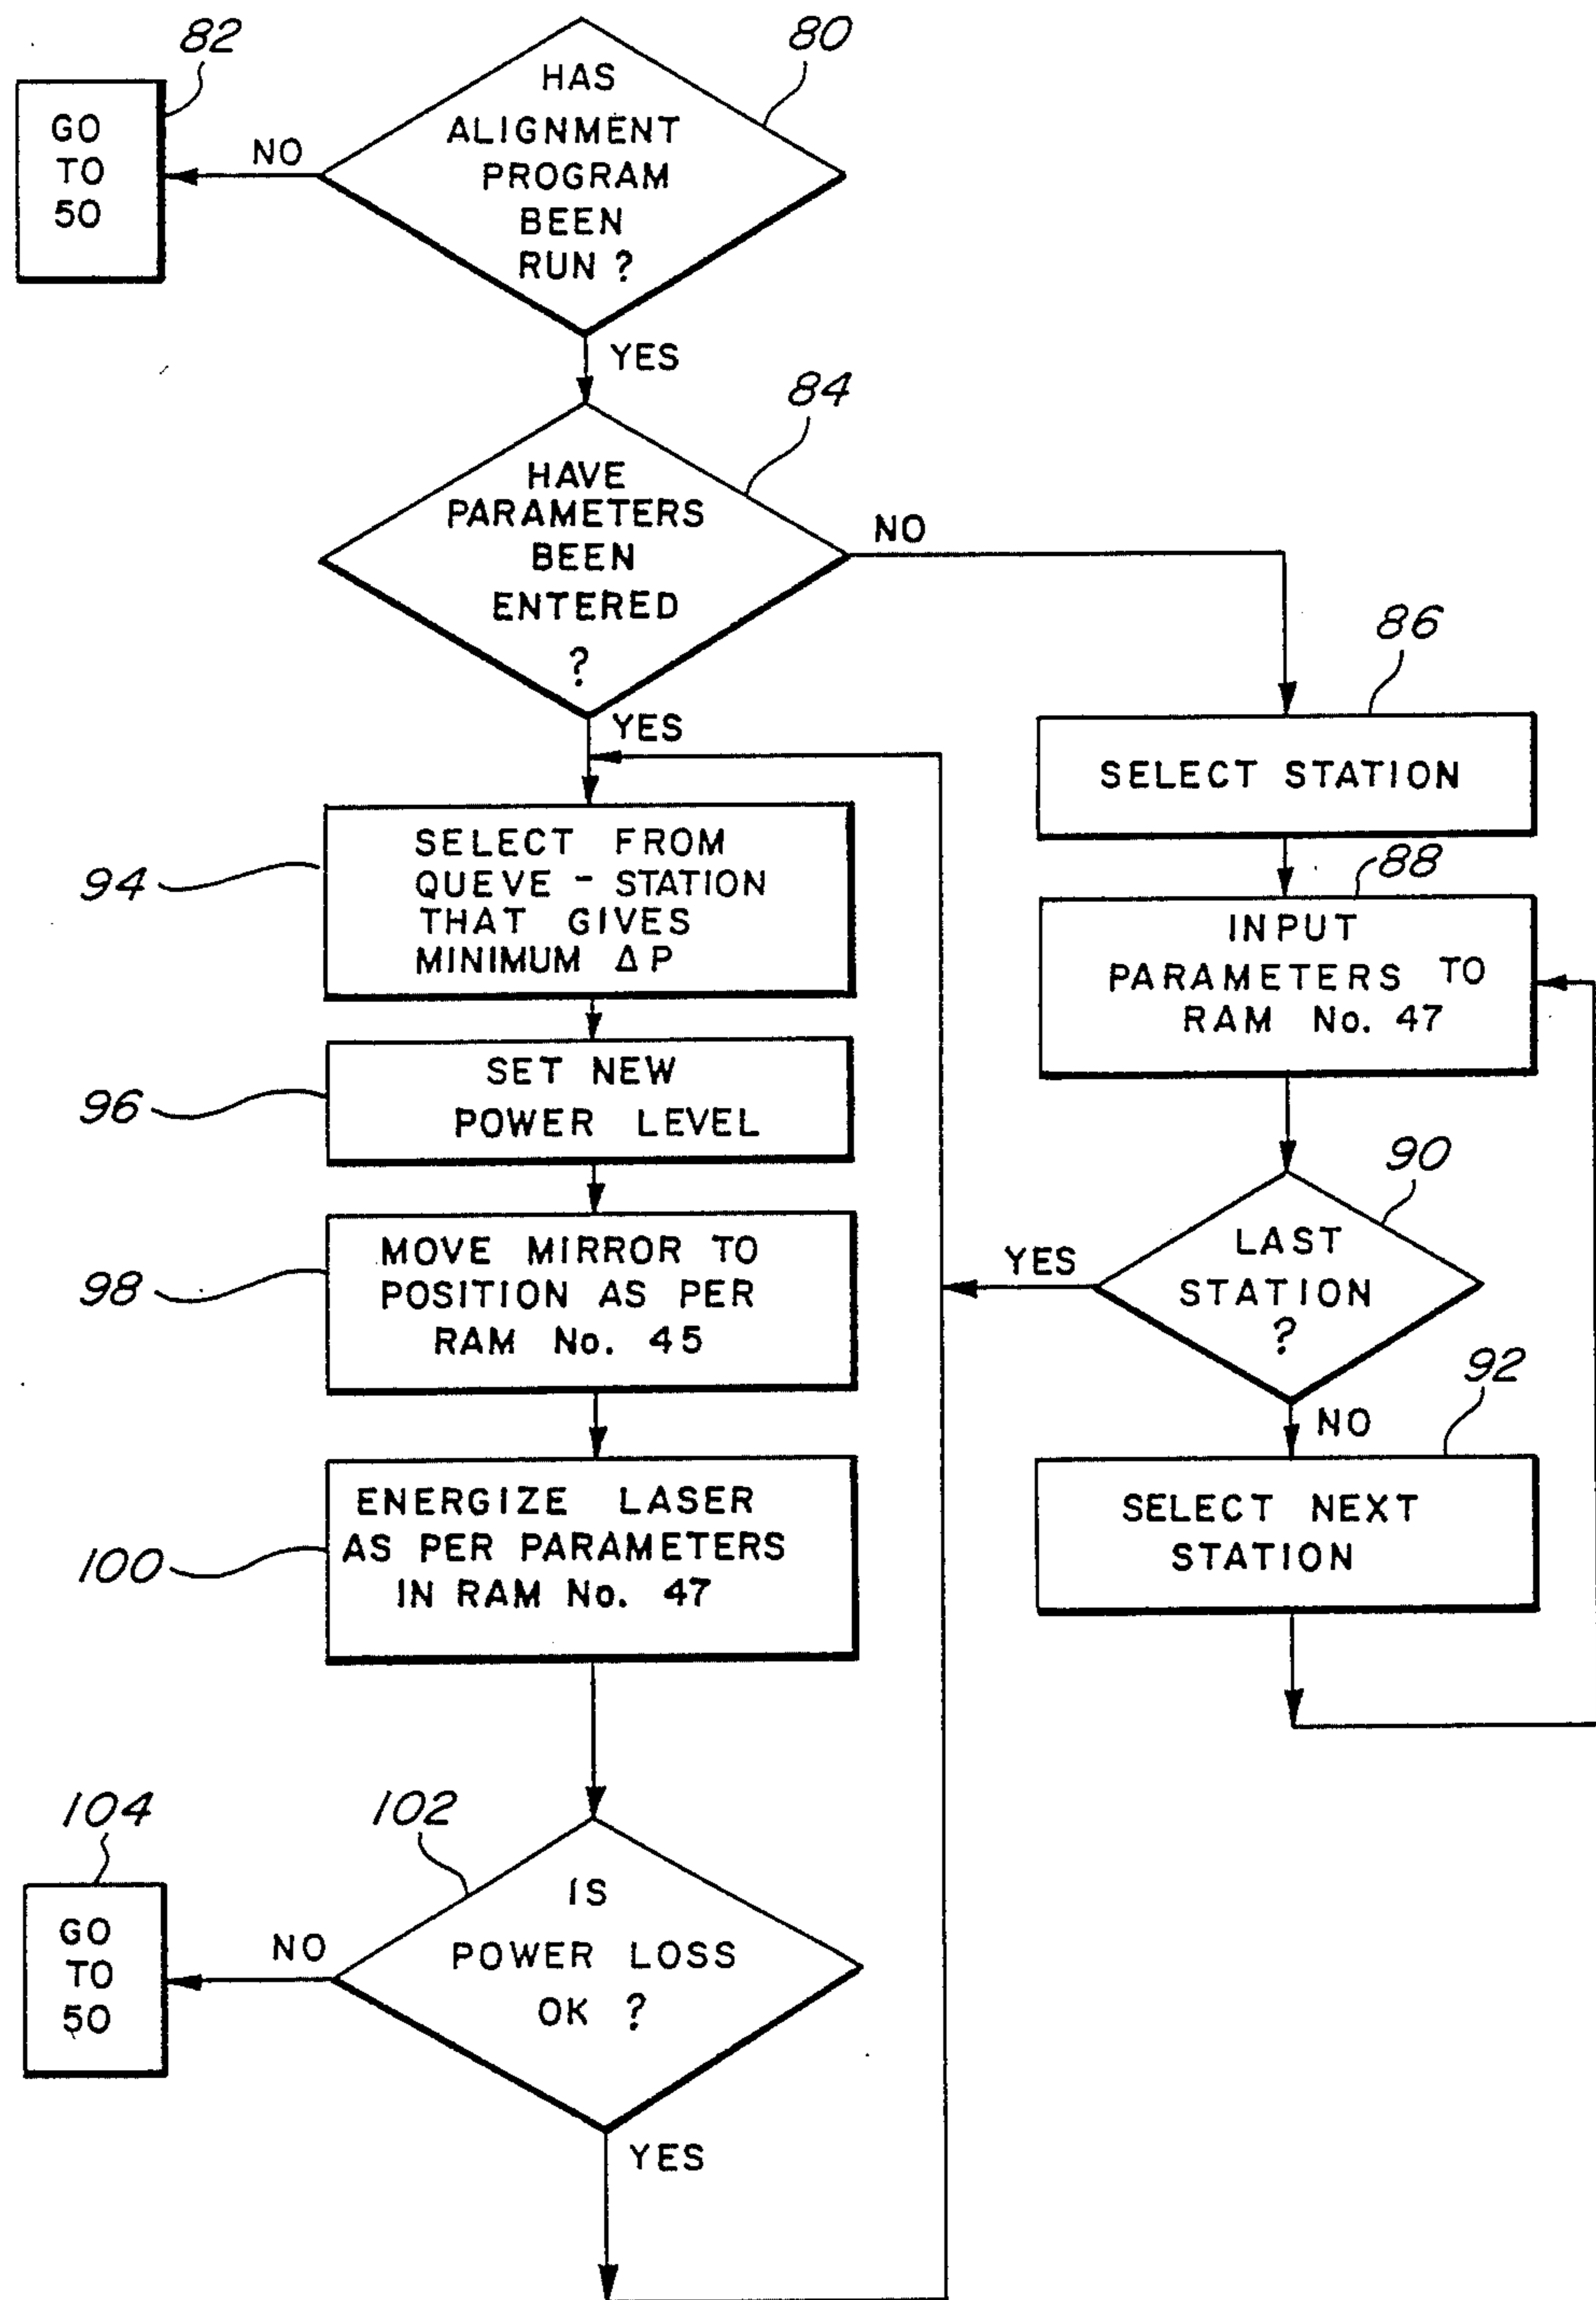 82
GO
TO
50
NO
80
HAS
ALIGNMENT
PROGRAM
BEEN
RUN ?
YES
84
HAVE
PARAMETERS
BEEN
ENTERED
?
NO
YES
86
SELECT STATION
88
INPUT
PARAMETERS TO
RAM No. 47
90
LAST
STATION
?
YES
NO
92
SELECT NEXT
STATION
94
SELECT FROM
QUEVE - STATION
THAT GIVES
MINIMUM ΔP
96
SET NEW
POWER LEVEL
98
MOVE MIRROR TO
POSITION AS PER
RAM No. 45
100
ENERGIZE LASER
AS PER PARAMETERS
IN RAM No. 47
102
IS
POWER LOSS
OK ?
NO
104
GO
TO
50
YES